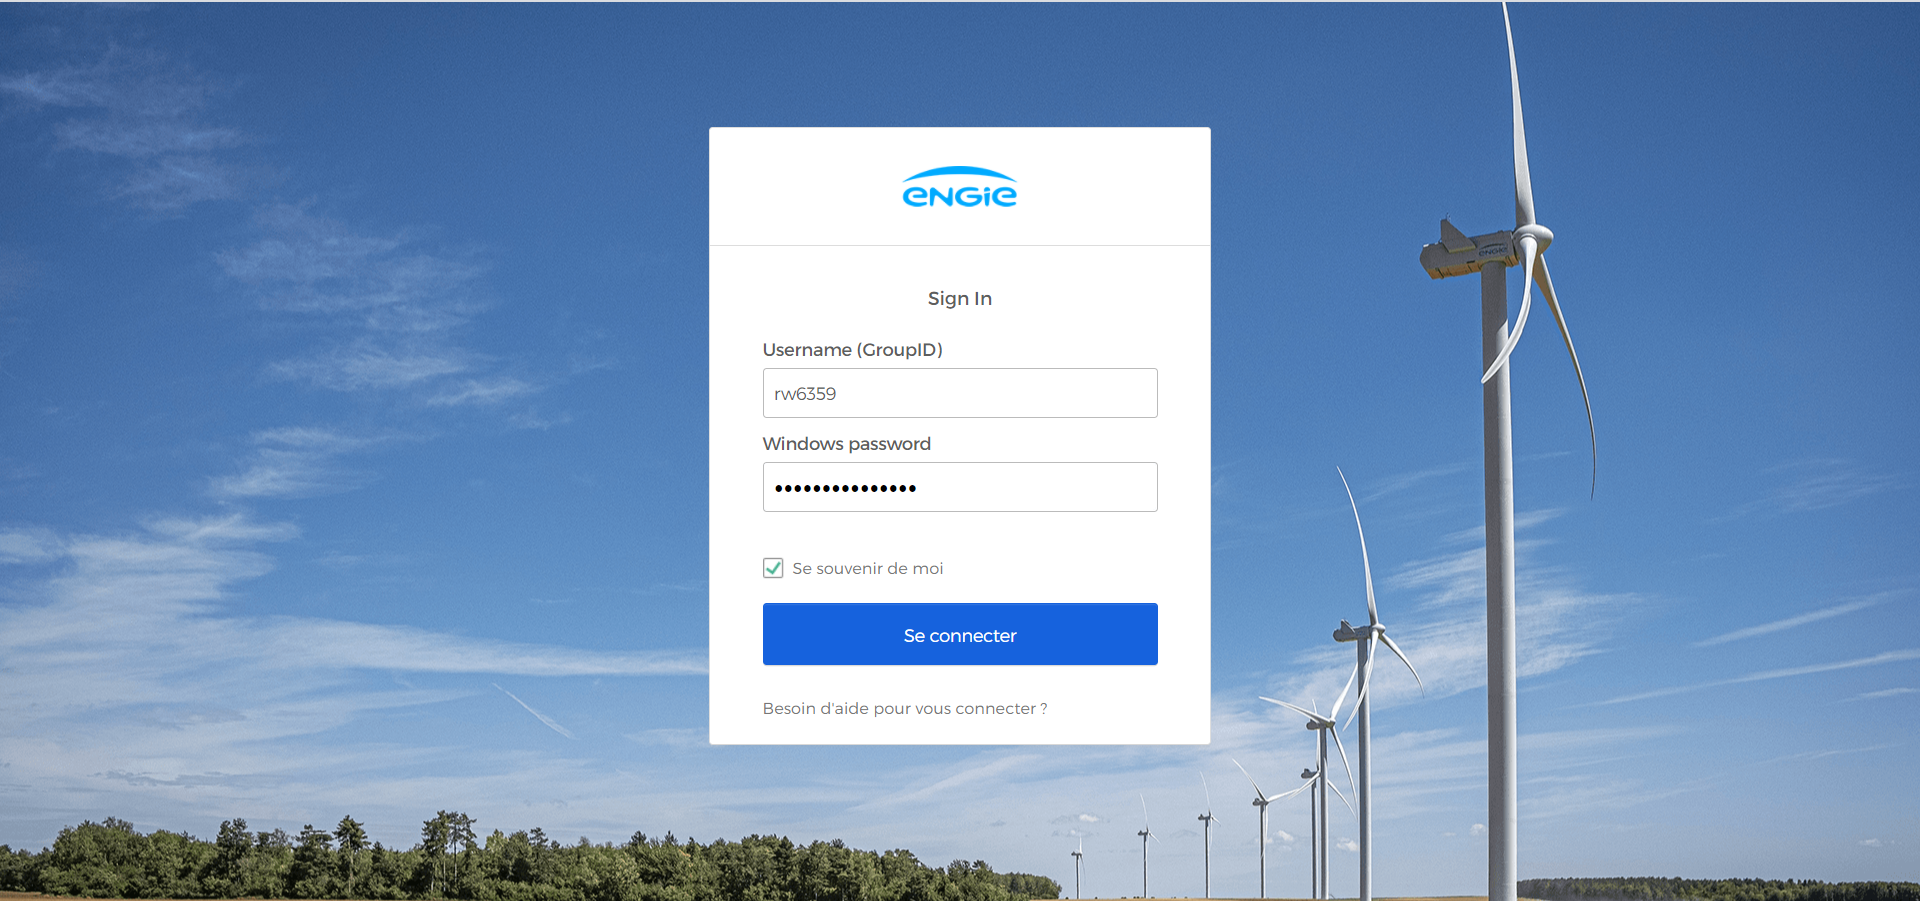 ENGIE
Sign In
Username (GroupID)
rw6359
Windows password
•••••••••••••••
Se souvenir de moi
Se connecter
Besoin d'aide pour vous connecter ?
ENGIE